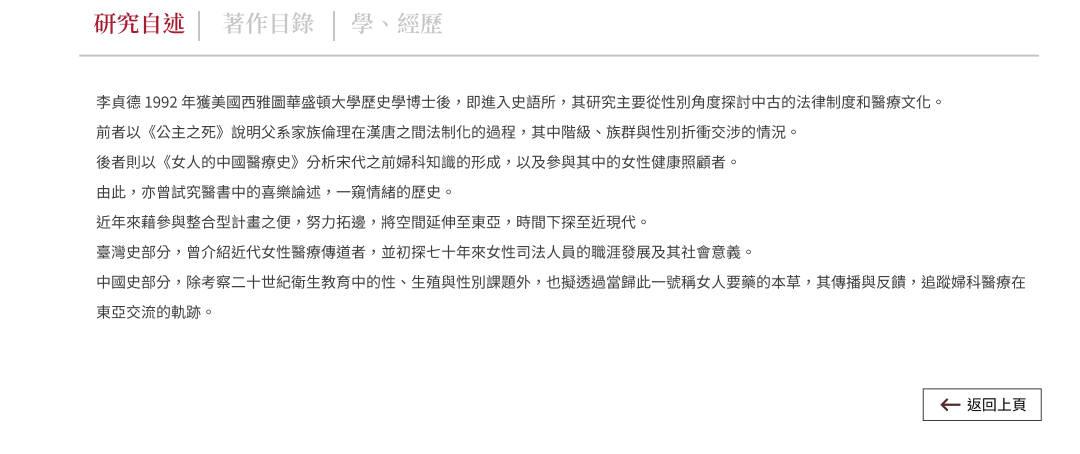 研究自述
著作目錄
學、經歷
李貞德 1992 年獲美國西雅圖華盛頓大學歷史學博士後，即進入史語所，其研究主要從性別角度探討中古的法律制度和醫療文化。
前者以《公主之死》說明父系家族倫理在漢唐之間法制化的過程，其中階級、族群與性別折衝交涉的情況。
後者則以《女人的中國醫療史》分析宋代之前婦科知識的形成，以及參與其中的女性健康照顧者。
由此，亦曾試究醫書中的喜樂論述，一窺情緒的歷史。
近年來藉參與整合型計畫之便，努力拓邊，將空間延伸至東亞，時間下探至近現代。
臺灣史部分，曾介紹近代女性醫療傳道者，並初探七十年來女性司法人員的職涯發展及其社會意義。
中國史部分，除考察二十世紀衛生教育中的性、生殖與性別課題外，也擬透過當歸此一號稱女人要藥的本草，其傳播與反饋，追蹤婦科醫療在
東亞交流的軌跡。
返回上頁